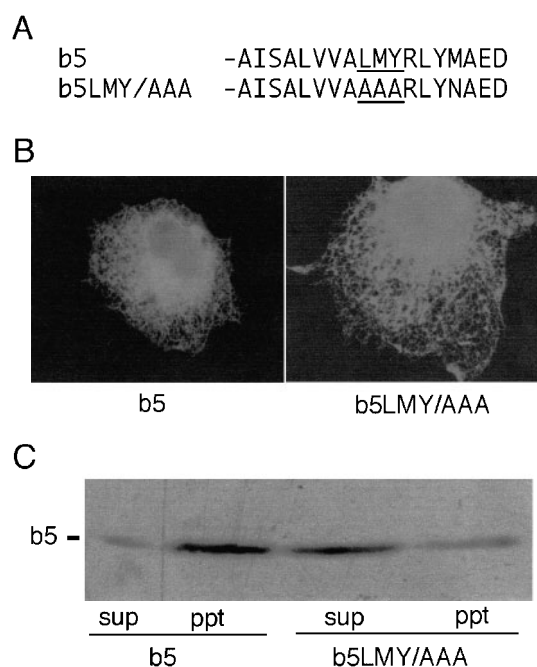 A
b5 -AISALVVALMYRLYMAED
b5LMY/AAA -AISALVVAAAARLYNAED
B
b5 b5LMY/AAA
C
b5 -
sup ppt sup ppt
b5 b5LMY/AAA